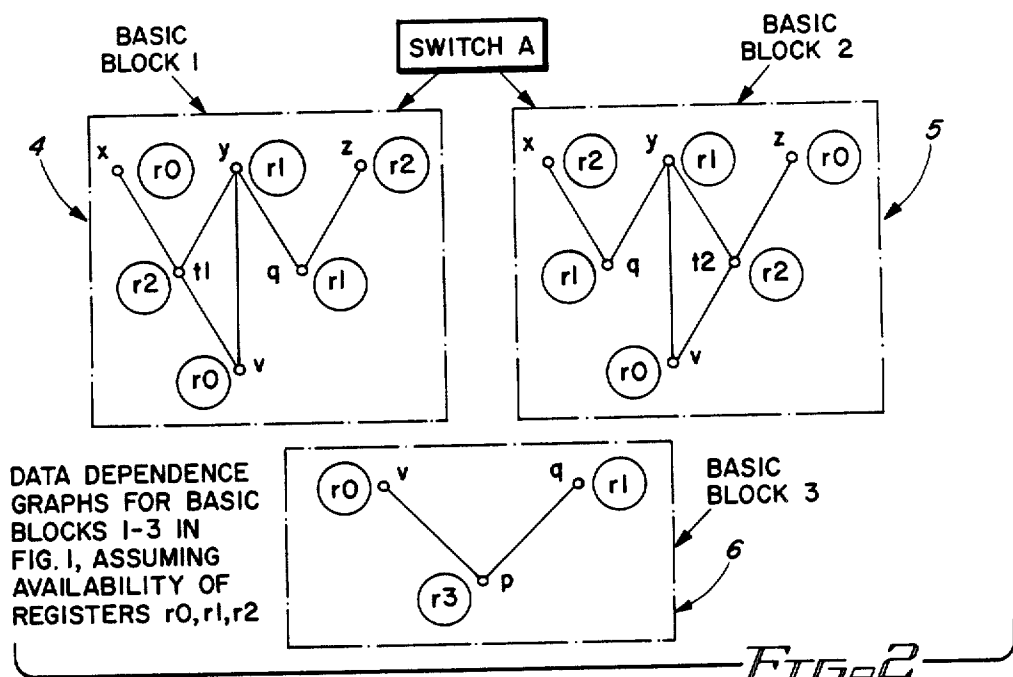 BASIC
BLOCK 1
SWITCH A
BASIC
BLOCK 2
4
x
r0
y
r1
z
r2
r2
t1
q
r1
r0
v
5
x
r2
y
r1
z
r0
r1
q
t2
r2
r0
v
DATA DEPENDENCE
GRAPHS FOR BASIC
BLOCKS 1-3 IN
FIG. 1, ASSUMING
AVAILABILITY OF
REGISTERS r0, r1, r2
r0
v
q
r1
r3
p
BASIC
BLOCK 3
6
FIG-2